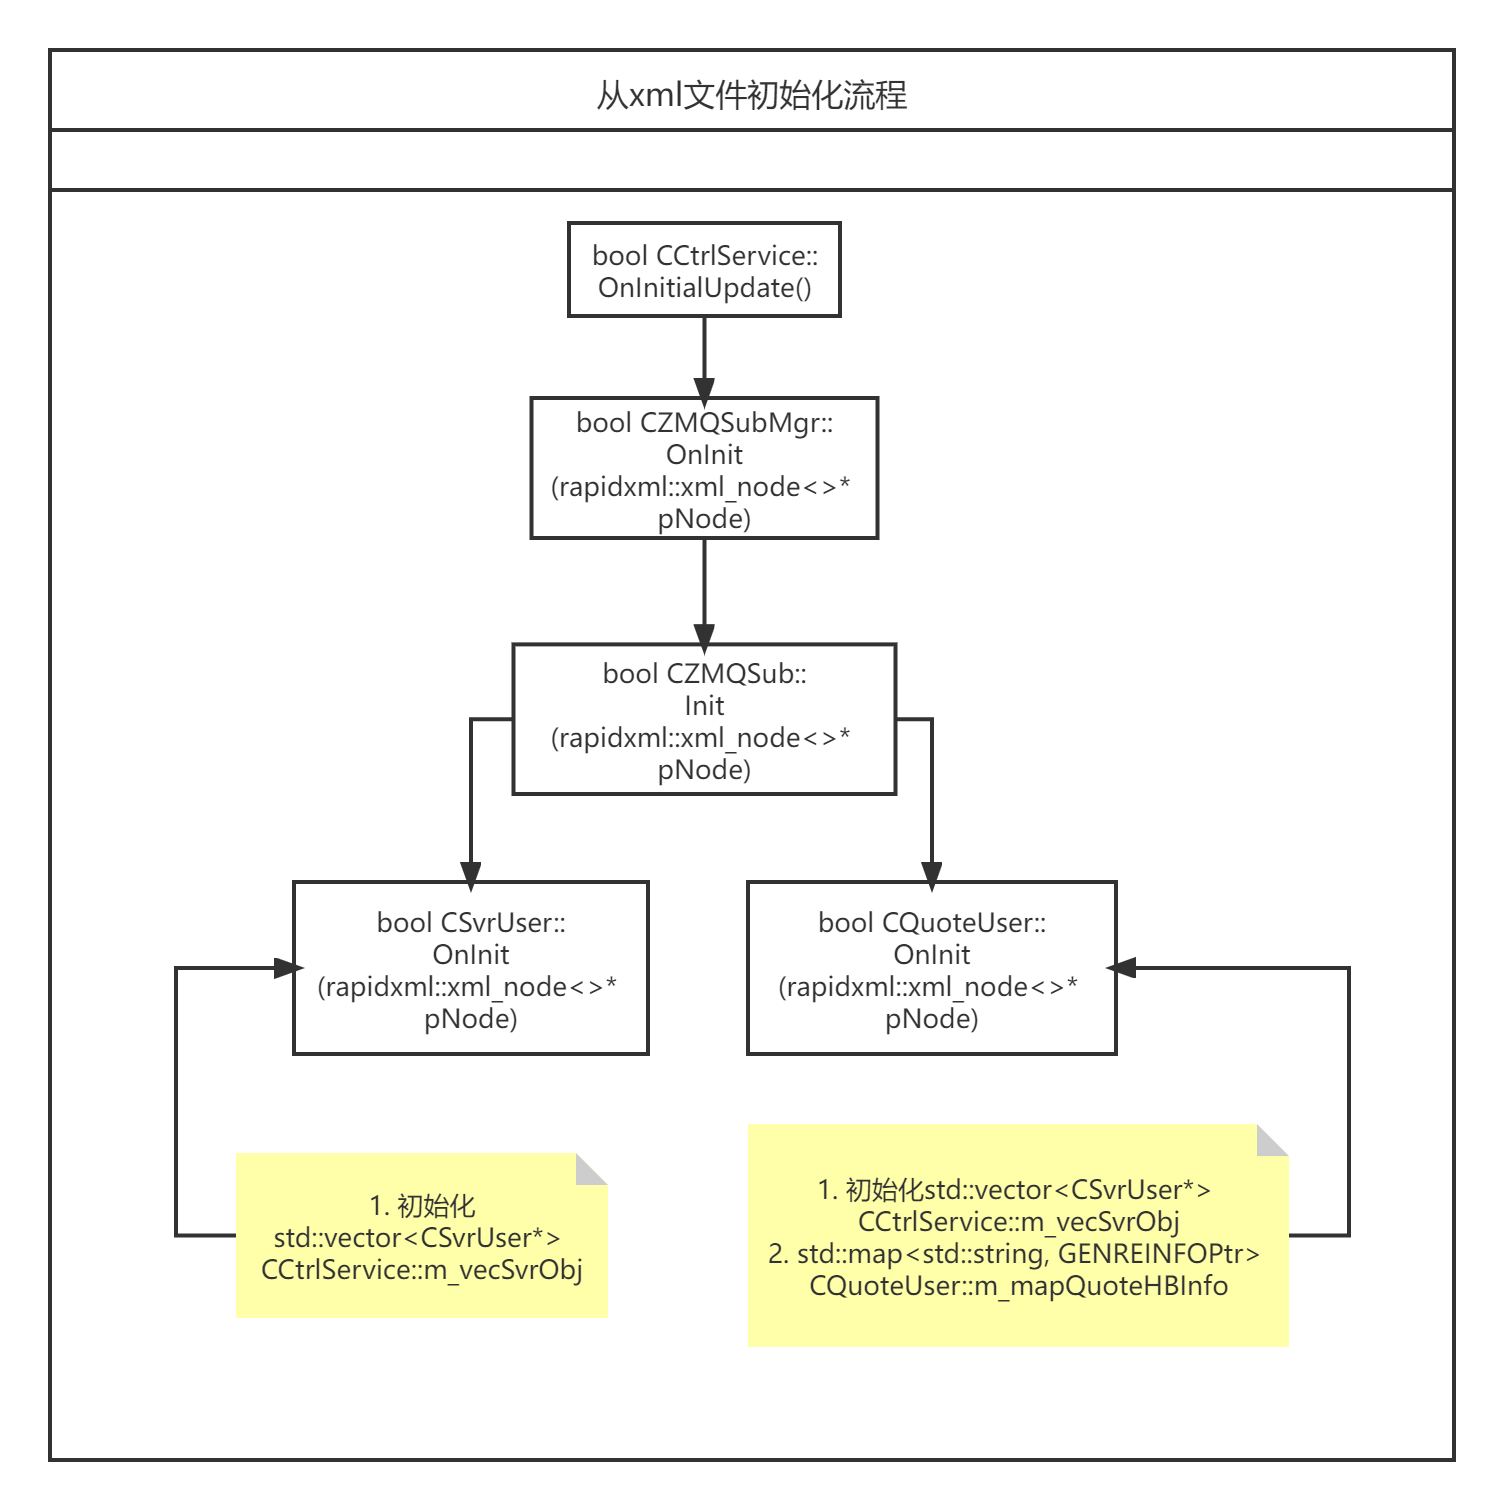 从xml文件初始化流程
bool CCtrlService::
OnInitialUpdate()
bool CZMQSubMgr::
OnInit
(rapidxml::xml_node<>*
pNode)
bool CZMQSub::
Init
(rapidxml::xml_node<>*
pNode)
bool CSvrUser::
OnInit
(rapidxml::xml_node<>*
pNode)
bool CQuoteUser::
OnInit
(rapidxml::xml_node<>*
pNode)
1. 初始化
std::vector<CSvrUser*>
CCtrlService::m_vecSvrObj
1. 初始化std::vector<CSvrUser*>
CCtrlService::m_vecSvrObj
2. std::map<std::string, GENREINFOPtr>
CQuoteUser::m_mapQuoteHBInfo